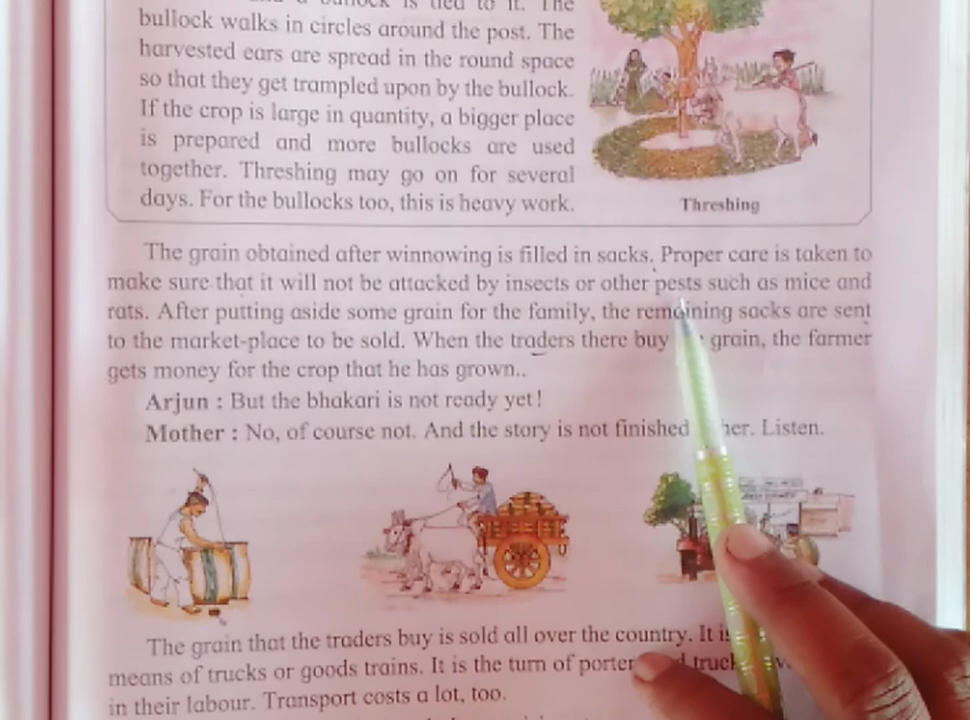 a bullock is tied to it. The
bullock walks in circles around the post. The
harvested ears are spread in the round space
so that they get trampled upon by the bullock.
If the crop is large in quantity, a bigger place
is prepared and more bullocks are used
together. Threshing may go on for several
days. For the bullocks too, this is heavy work.
Threshing
The grain obtained after winnowing is filled in sacks. Proper care is taken to
make sure that it will not be attacked by insects or other pests such as mice and
rats. After putting aside some grain for the family, the remaining sacks are sent
to the market-place to be sold. When the traders there buy grain, the farmer
gets money for the crop that he has grown..
Arjun : But the bhakari is not ready yet!
Mother : No, of course not. And the story is not finished Listen.
The grain that the traders buy is sold all over the country. It
means of trucks or goods trains. It is the turn of
in their labour. Transport costs a lot, too.